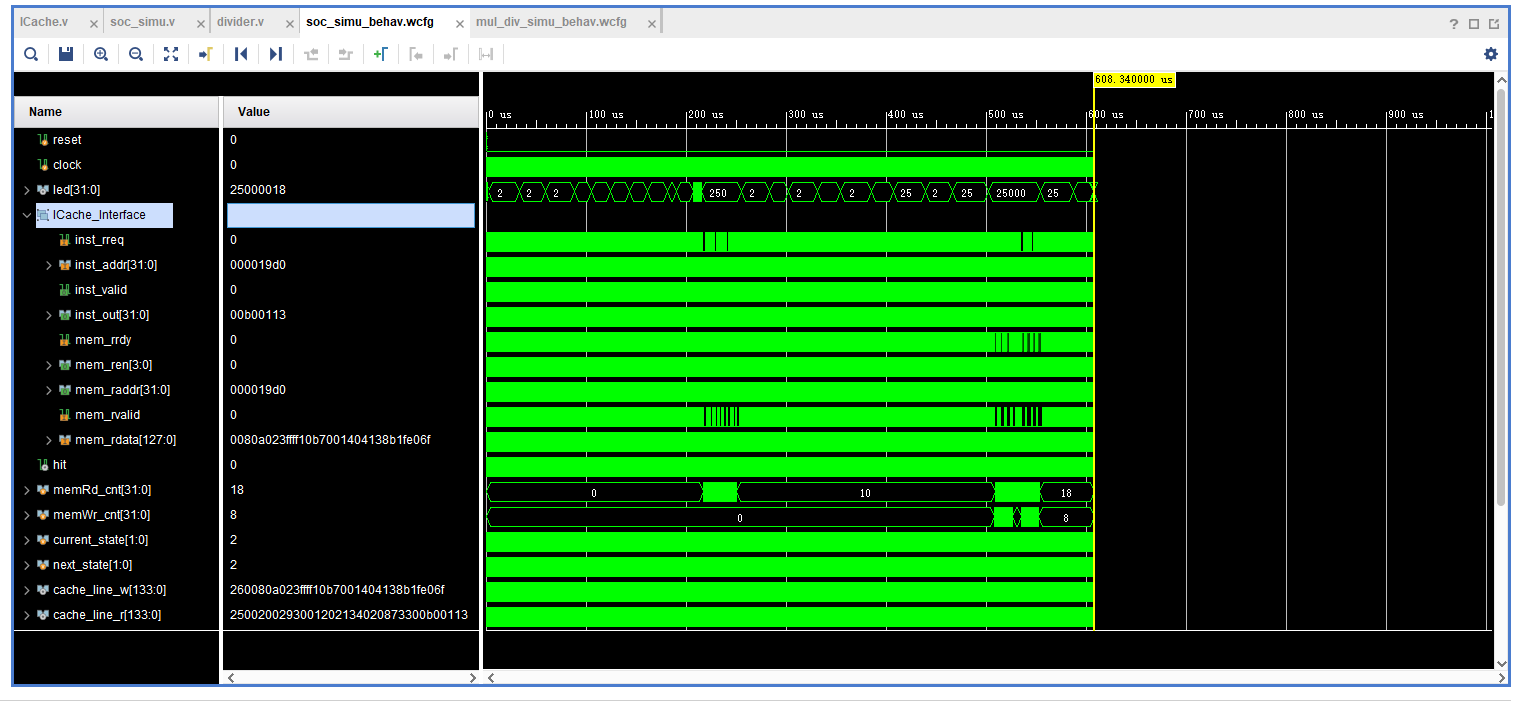 ICache.v soc_simu.v divider.v soc_simu_behav.wcfg mul_div_simu_behav.wcfg ?
608.340000 us
Name Value 0 us 100 us 200 us 300 us 400 us 500 us 600 us 700 us 800 us 900 us 1
reset 0
clock 0
led[31:0] 25000018 2 2 2 250 2 2 2 25 2 25 25000 25
ICache_Interface
inst_rreq 0
inst_addr[31:0] 000019d0
inst_valid 0
inst_out[31:0] 00b00113
mem_rrdy 0
mem_ren[3:0] 0
mem_raddr[31:0] 000019d0
mem_rvalid 0
mem_rdata[127:0] 0080a023ffff10b7001404138b1fe06f
hit 0
memRd_cnt[31:0] 18 0 10 18
memWr_cnt[31:0] 8 0 8
current_state[1:0] 2
next_state[1:0] 2
cache_line_w[133:0] 260080a023ffff10b7001404138b1fe06f
cache_line_r[133:0] 2500200293001202134020873300b00113